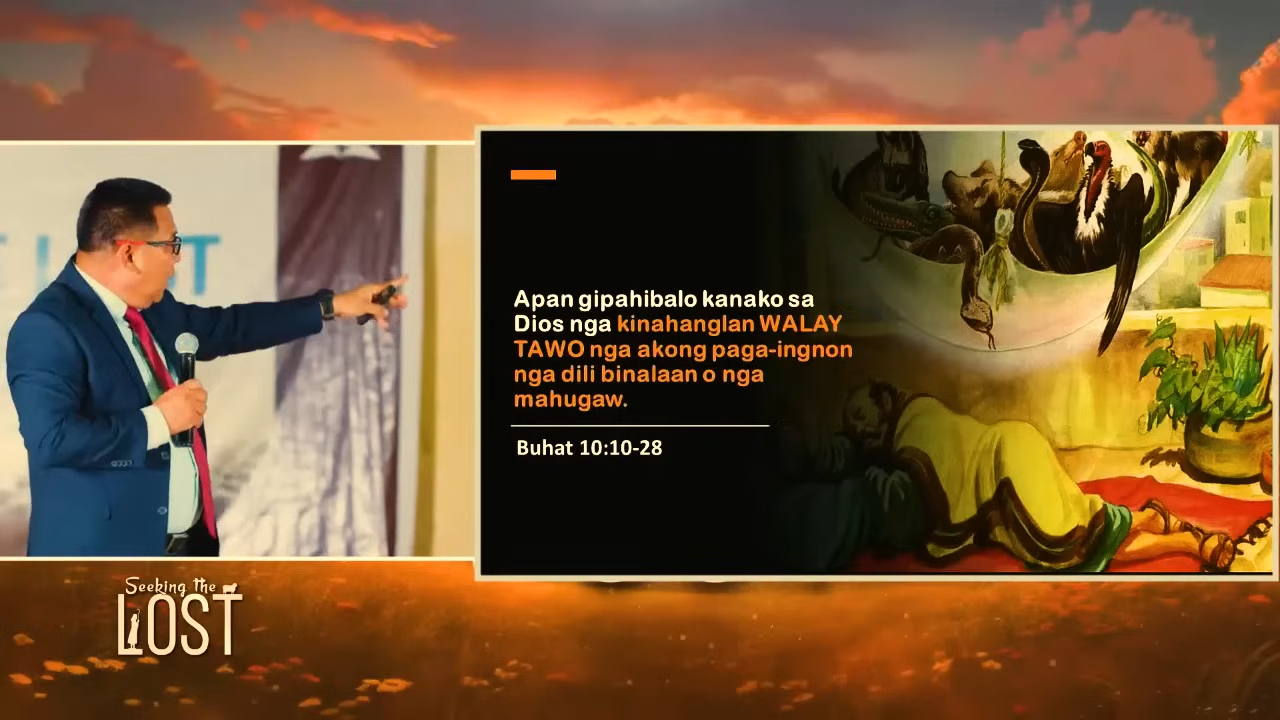 Apan gipahibalo kanako sa
Dios nga kinahanglan WALAY
TAWO nga akong paga-ingnon
nga dili binalaan o nga
mahugaw.
Buhat 10:10-28
Seeking the
LOST